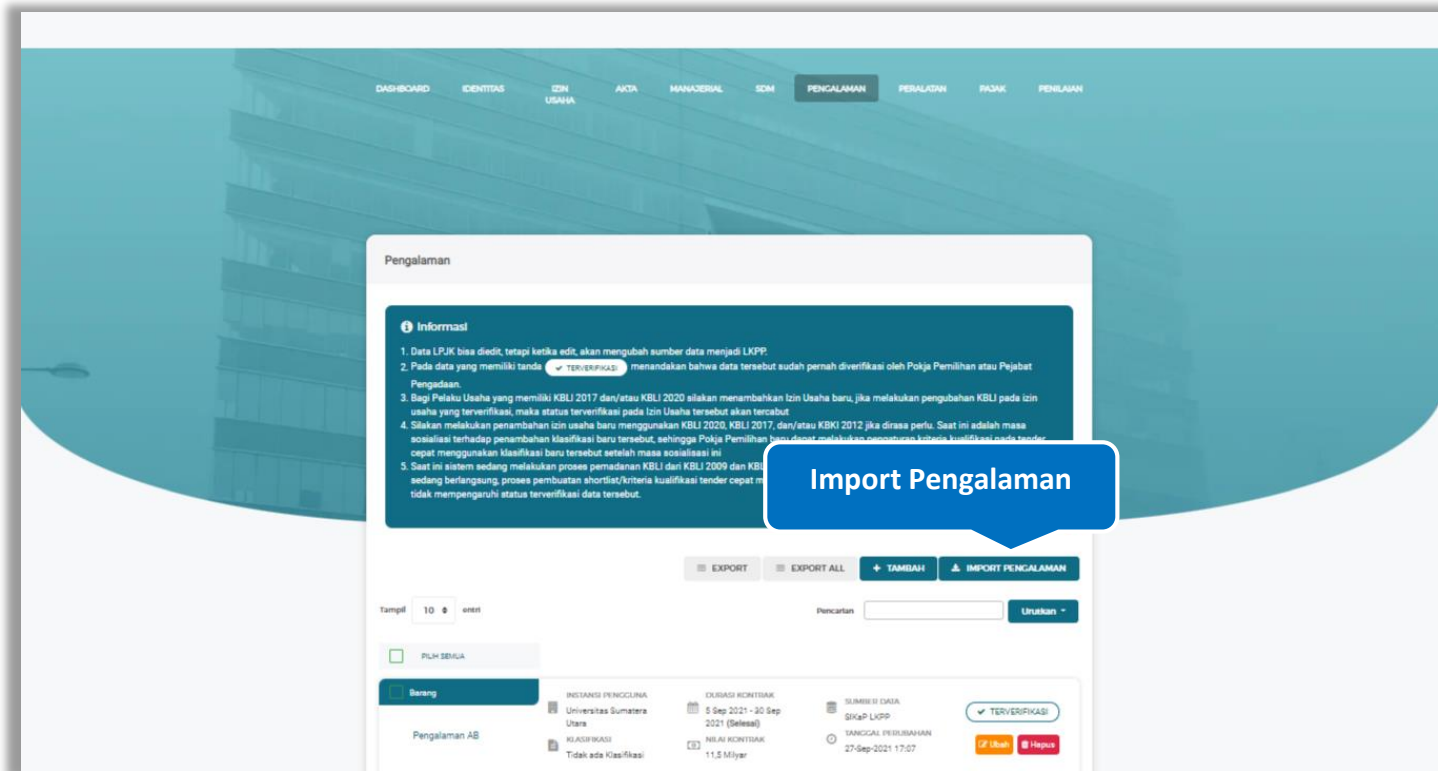 DASHBOARD IDENTITAS IZIN USAHA AKTA MANAJERIAL SDM PENGALAMAN PERALATAN PAJAK PENILAIAN
Pengalaman
Informasi
1. Data LPJK bisa diedit, tetapi ketika edit, akan mengubah sumber data menjadi LKPP.
2. Pada data yang memiliki tanda TERVERIFIKASI menandakan bahwa data tersebut sudah pernah diverifikasi oleh Pokja Pemilihan atau Pejabat
Pengadaan.
3. Bagi Pelaku Usaha yang memiliki KBLI 2017 dan/atau KBLI 2020 silakan menambahkan Izin Usaha baru, jika melakukan pengubahan KBLI pada izin
usaha yang terverifikasi, maka status terverifikasi pada Izin Usaha tersebut akan tercabut
4. Silakan melakukan penambahan izin usaha baru menggunakan KBLI 2020, KBLI 2017, dan/atau KBKI 2012 jika dirasa perlu. Saat ini adalah masa
sosialiasi terhadap penambahan klasifikasi baru tersebut, sehingga Pokja Pemilihan baru dapat melakukan pengaturan kriteria kualifikasi pada tender
cepat menggunakan klasifikasi baru tersebut setelah masa sosialisasi ini
5. Saat ini sistem sedang melakukan proses pemadanan KBLI dari KBLI 2009 dan KBL
sedang berlangsung, proses pembuatan shortlist/kriteria kualifikasi tender cepat m
tidak mempengaruhi status terverifikasi data tersebut.
Import Pengalaman
EXPORT EXPORT ALL + TAMBAH IMPORT PENGALAMAN
Tampil 10 entri Pencarian Urutkan
PILIH SEMUA
Barang
Pengalaman AB
INSTANSI PENGGUNA
Universitas Sumatera
Utara
KLASIFIKASI
Tidak ada Klasifikasi
DURASI KONTRAK
5 Sep 2021 - 30 Sep
2021 (Selesai)
NILAI KONTRAK
11,5 Milyar
SUMBER DATA
SIKaP LKPP
TANGGAL PERUBAHAN
27-Sep-2021 17:07
TERVERIFIKASI
Ubah Hapus